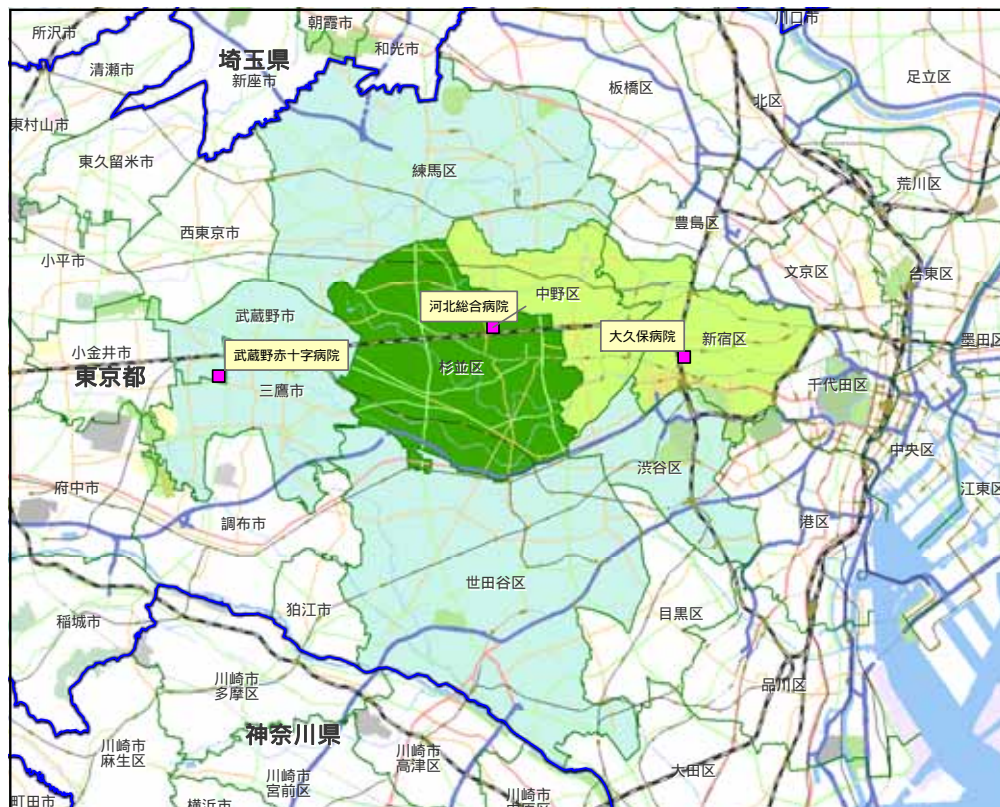 川口市
朝霞市
所沢市
和光市
埼玉県
清瀬市
新座市
足立区
板橋区
北区
東村山市
東久留米市
練馬区
荒川区
豊島区
西東京市
小平市
文京区
台東区
中野区
河北総合病院
武蔵野市
大久保病院
新宿区
墨田区
小金井市
武蔵野赤十字病院
杉並区
東京都
三鷹市
千代田区
中央区
渋谷区
府中市
江東区
調布市
港区
世田谷区
狛江市
目黒区
稲城市
川崎市
多摩区
品川区
神奈川県
川崎市
麻生区
川崎市
高津区
大田区
川崎市
宮前区
川崎市
町田市
横浜市